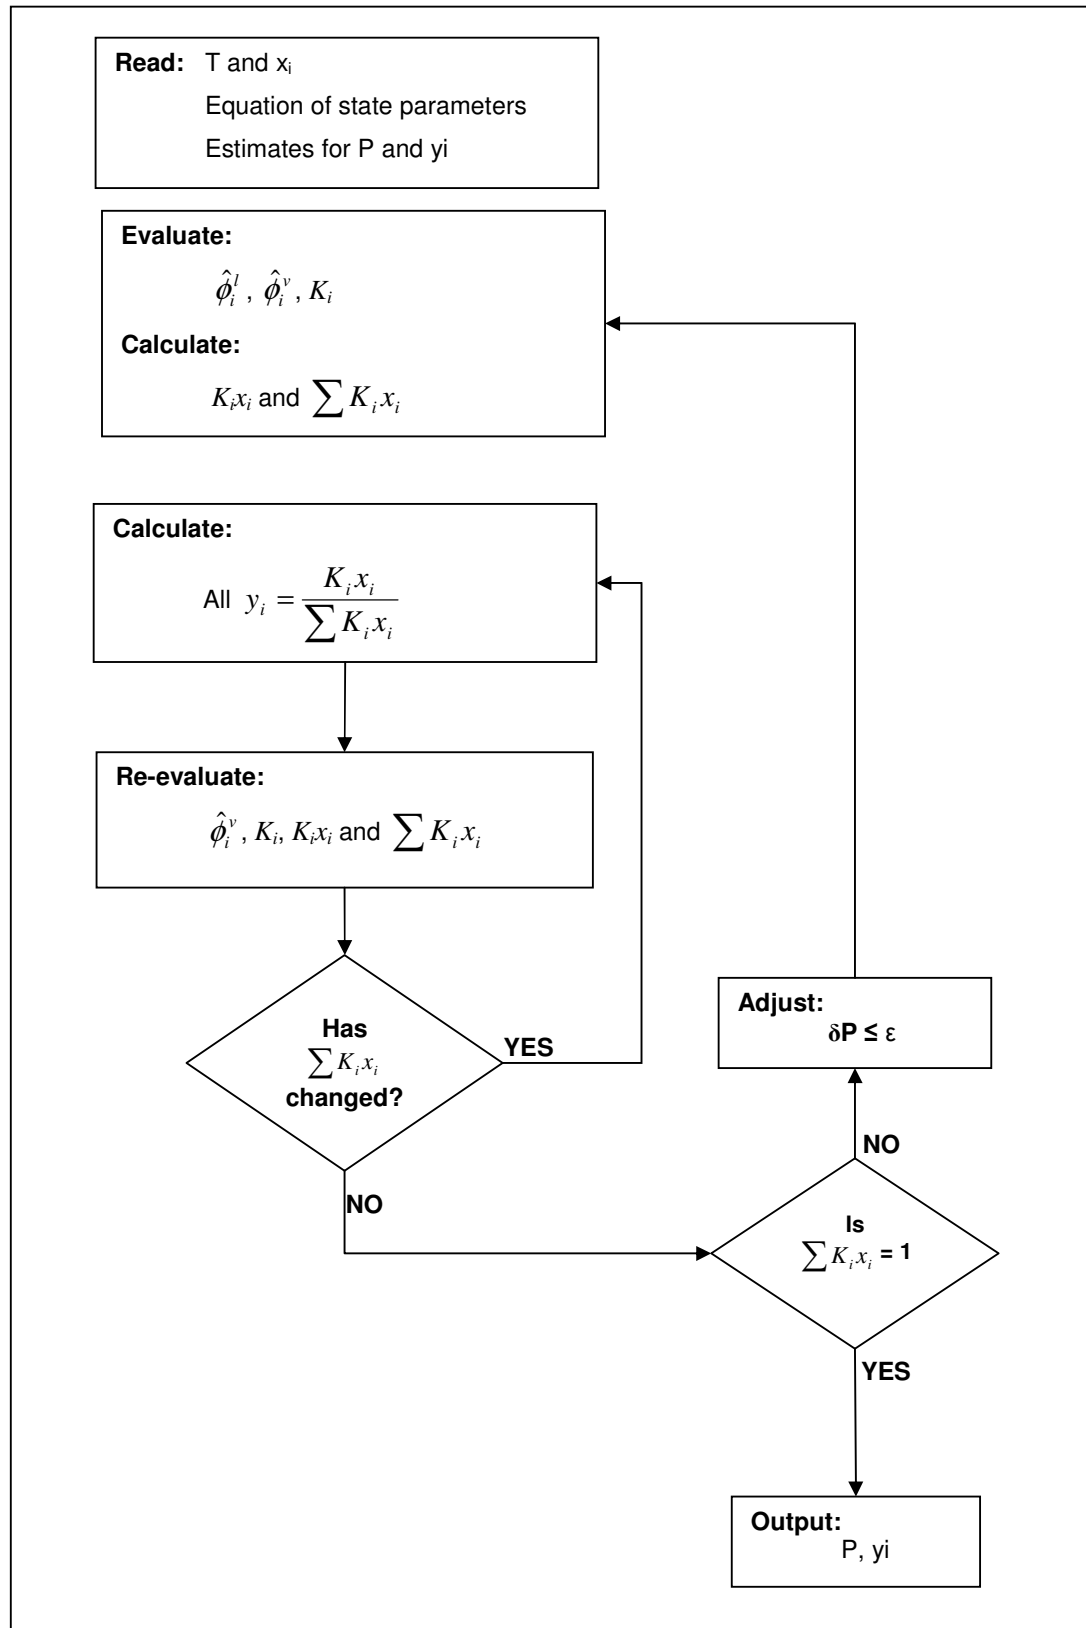 Read: T and xᵢ
Equation of state parameters
Estimates for P and yi
Evaluate:
ϕ̂ᵢˡ , ϕ̂ᵢᵛ , Kᵢ
Calculate:
Kᵢxᵢ and ∑ Kᵢxᵢ
Calculate:
All yᵢ = Kᵢxᵢ / ∑ Kᵢxᵢ
Re-evaluate:
ϕ̂ᵢᵛ , Kᵢ, Kᵢxᵢ and ∑ Kᵢxᵢ
Has
∑ Kᵢxᵢ
changed?
YES
NO
Adjust:
δP ≤ ε
NO
Is
∑ Kᵢxᵢ = 1
YES
Output:
P, yi